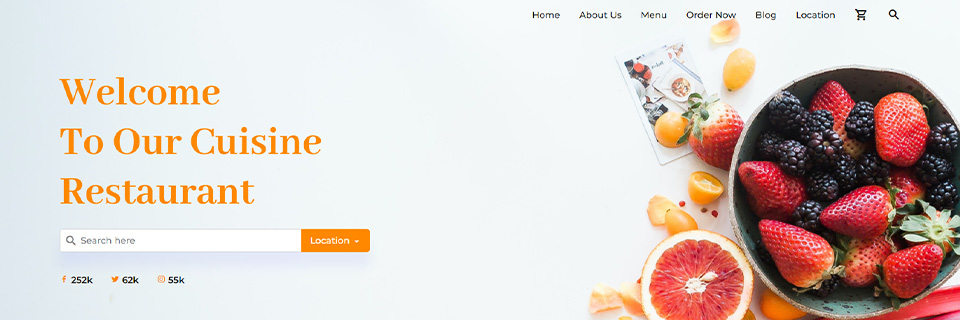 Home About Us Menu Order Now Blog Location
Welcome
To Our Cuisine
Restaurant
Search here Location
252k 62k 55k